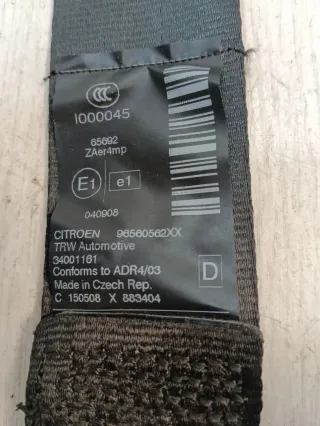 CCC
1000045
65692
ZAer4mp
E1 e1
040908
CITROEN 96560562XX
TRW Automotive
34001161
Conforms to ADR4/03
Made in Czech Rep.
C 150508 X 883404
D